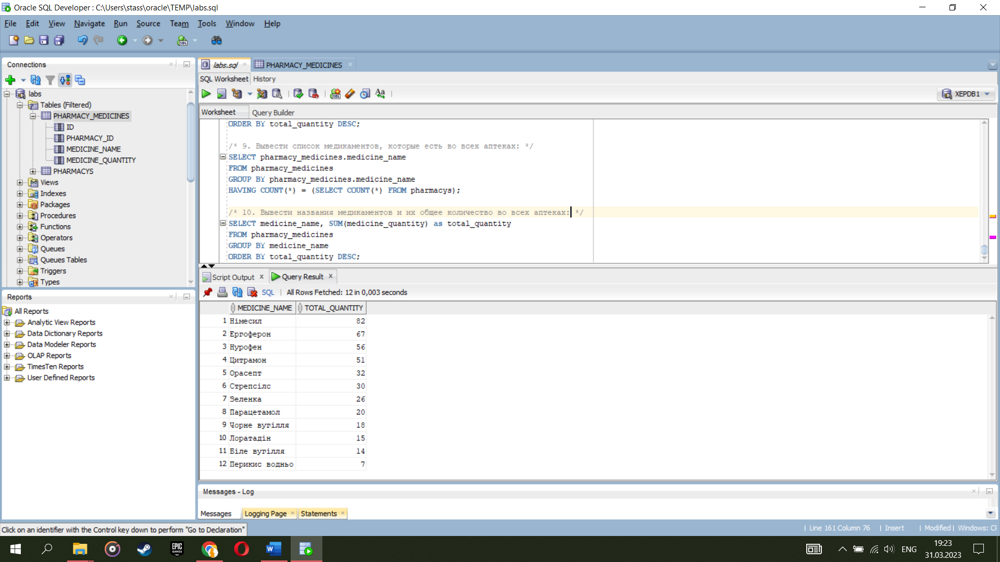 Oracle SQL Developer : C:\Users\stass\oracle\TEMP\labs.sql
File Edit View Navigate Run Source Team Tools Window Help
Connections
labs
Tables (Filtered)
PHARMACY_MEDICINES
ID
PHARMACY_ID
MEDICINE_NAME
MEDICINE_QUANTITY
PHARMACYS
Views
Indexes
Packages
Procedures
Functions
Operators
Queues
Queues Tables
Triggers
Types
Reports
All Reports
Analytic View Reports
Data Dictionary Reports
Data Modeler Reports
OLAP Reports
TimesTen Reports
User Defined Reports
labs.sql PHARMACY_MEDICINES
SQL Worksheet History
XEPDB1
Worksheet Query Builder
ORDER BY total_quantity DESC;
/* 9. Вывести список медикаментов, которые есть во всех аптеках: */
SELECT pharmacy_medicines.medicine_name
FROM pharmacy_medicines
GROUP BY pharmacy_medicines.medicine_name
HAVING COUNT(*) = (SELECT COUNT(*) FROM pharmacys);
/* 10. Вывести названия медикаментов и их общее количество во всех аптеках: */
SELECT medicine_name, SUM(medicine_quantity) as total_quantity
FROM pharmacy_medicines
GROUP BY medicine_name
ORDER BY total_quantity DESC;
Script Output Query Result
SQL All Rows Fetched: 12 in 0,003 seconds
MEDICINE_NAME TOTAL_QUANTITY
1 Німесил 82
2 Ергоферон 67
3 Нурофен 56
4 Цитрамон 51
5 Орасепт 32
6 Стрепсілс 30
7 Зеленка 26
8 Парацетамол 20
9 Чорне вугілля 18
10 Лоратадін 15
11 Біле вугілля 14
12 Перикис водньо 7
Messages - Log
Messages Logging Page Statements
Click on an identifier with the Control key down to perform "Go to Declaration"
Line 161 Column 76 Insert Modified Windows: CF
EPIC GAMES
ENG
19:23
31.03.2023